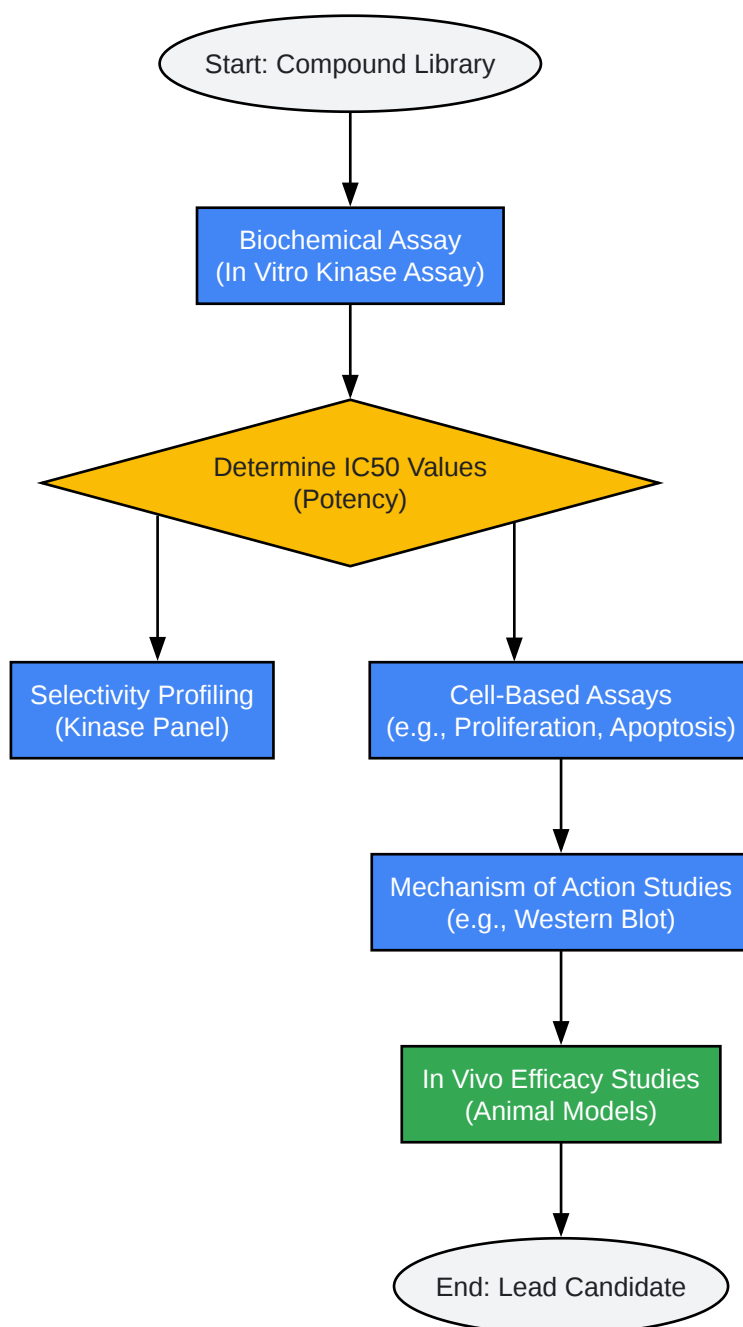 Start: Compound Library
Biochemical Assay
(In Vitro Kinase Assay)
Determine IC50 Values
(Potency)
Selectivity Profiling
(Kinase Panel)
Cell-Based Assays
(e.g., Proliferation, Apoptosis)
Mechanism of Action Studies
(e.g., Western Blot)
In Vivo Efficacy Studies
(Animal Models)
End: Lead Candidate